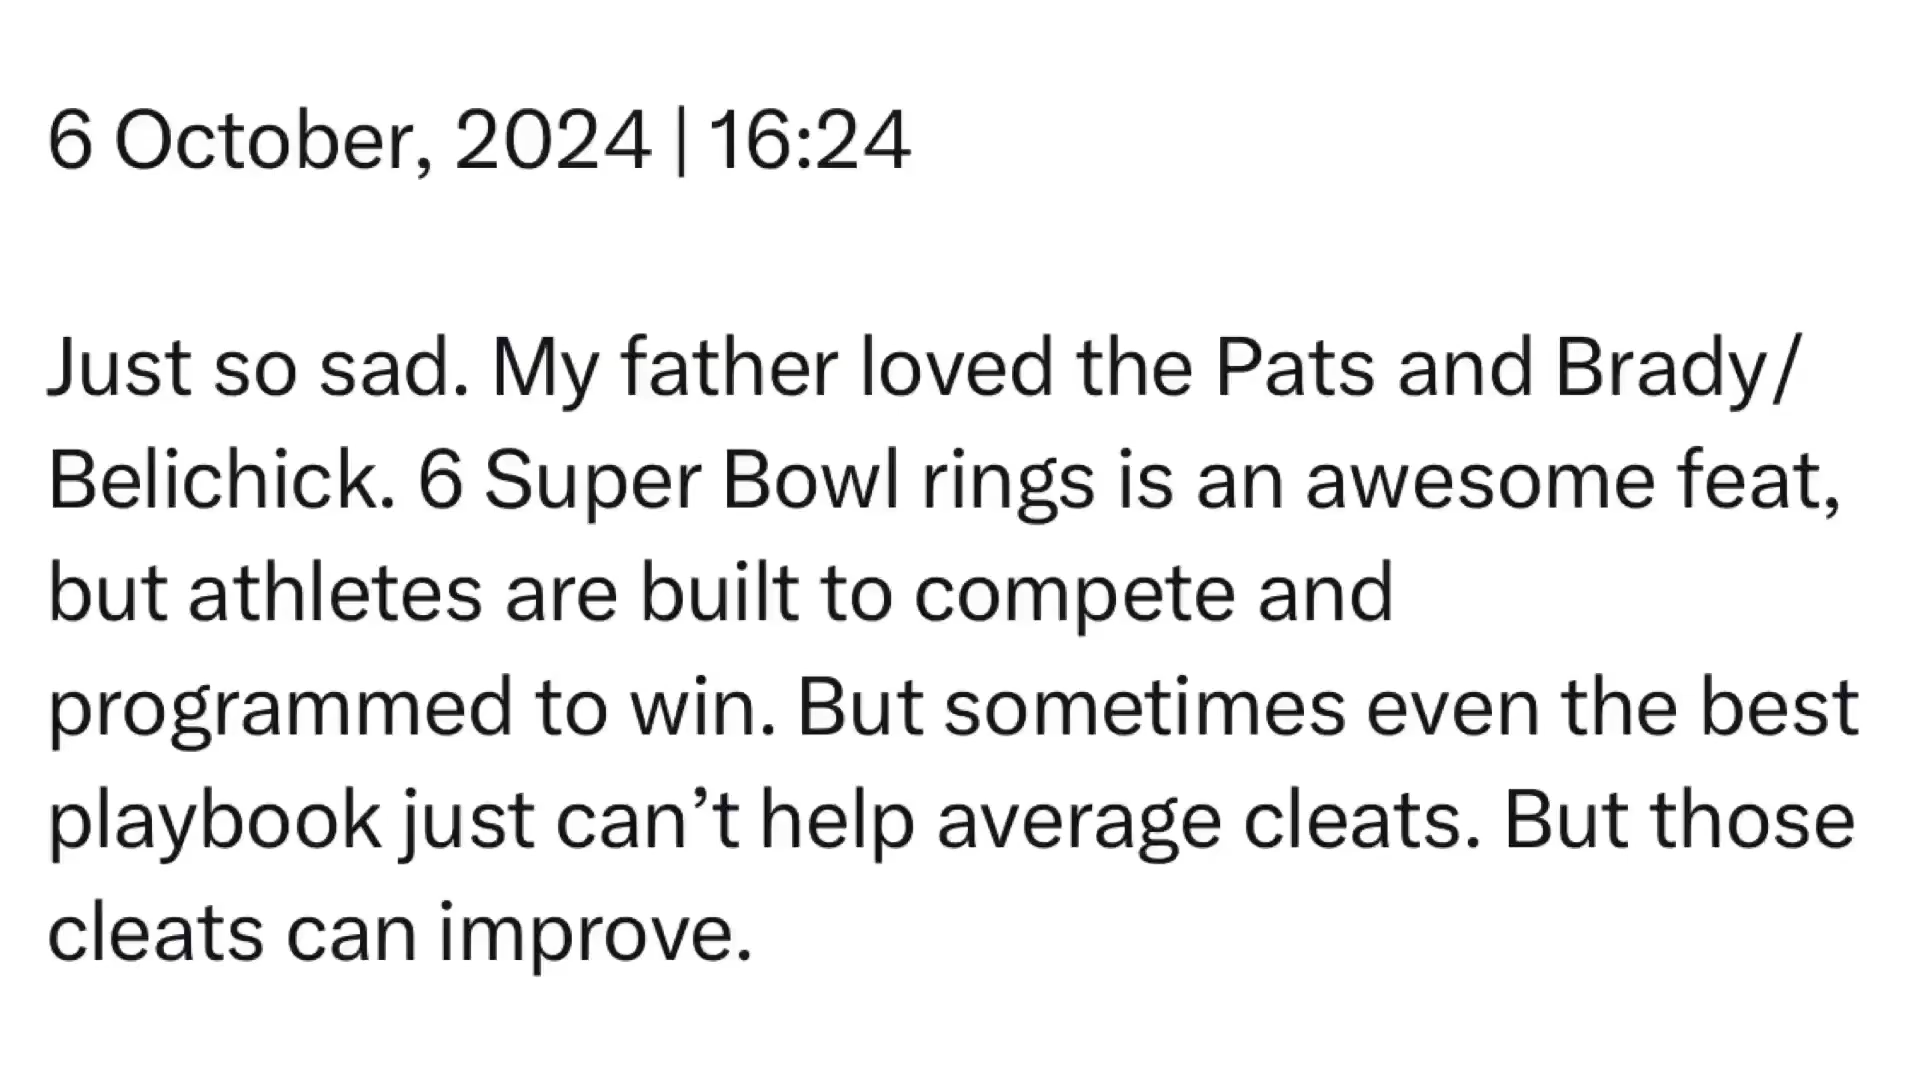 6 October, 2024 | 16:24
Just so sad. My father loved the Pats and Brady/
Belichick. 6 Super Bowl rings is an awesome feat,
but athletes are built to compete and
programmed to win. But sometimes even the best
playbook just can’t help average cleats. But those
cleats can improve.